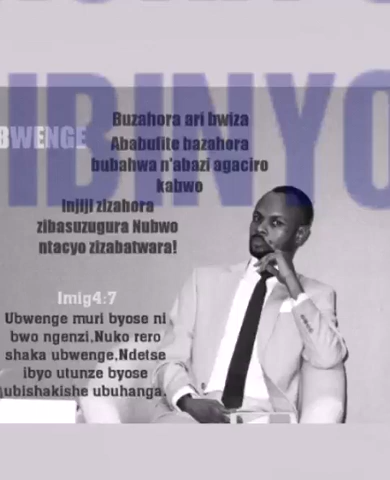 IBINYO
BWENGE
Buzahora ari bwiza
Ababufite bazahora
bubahwa n'abazi agaciro
kabwo
Injiji zizahora
zibasuzugura Nubwo
ntacyo zizabatwara!
Imig4:7
Ubwenge muri byose ni
bwo ngenzi,Nuko rero
shaka ubwenge,Ndetse
ibyo utunze byose
ubishakishe ubuhanga.